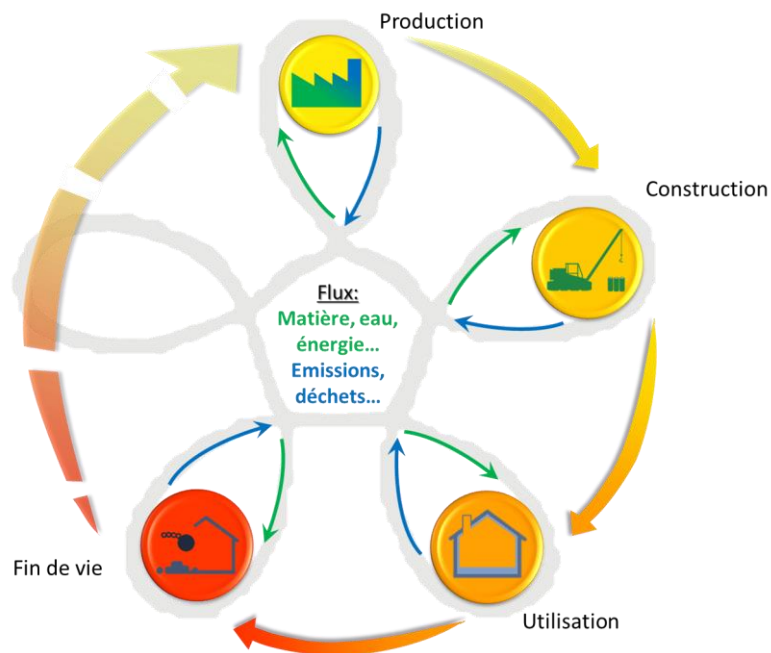 Production
Construction
Flux:
Matière, eau,
énergie...
Emissions,
déchets...
Fin de vie
Utilisation